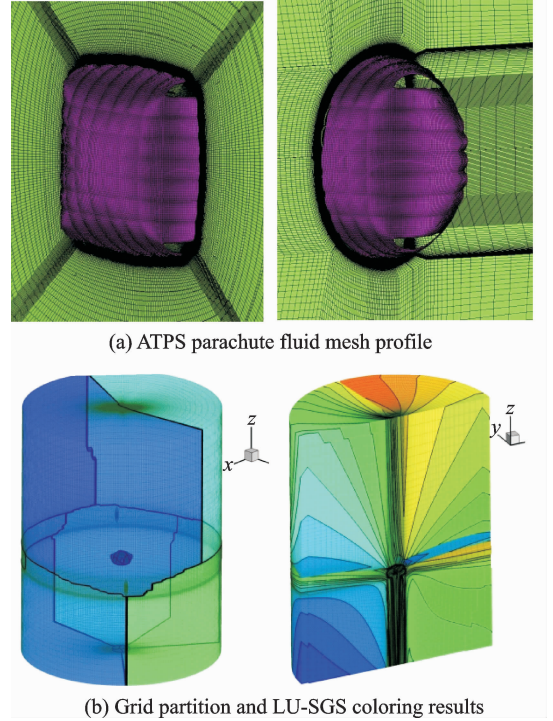 (a) ATPS parachute fluid mesh profile
z
x
z
y
(b) Grid partition and LU-SGS coloring results